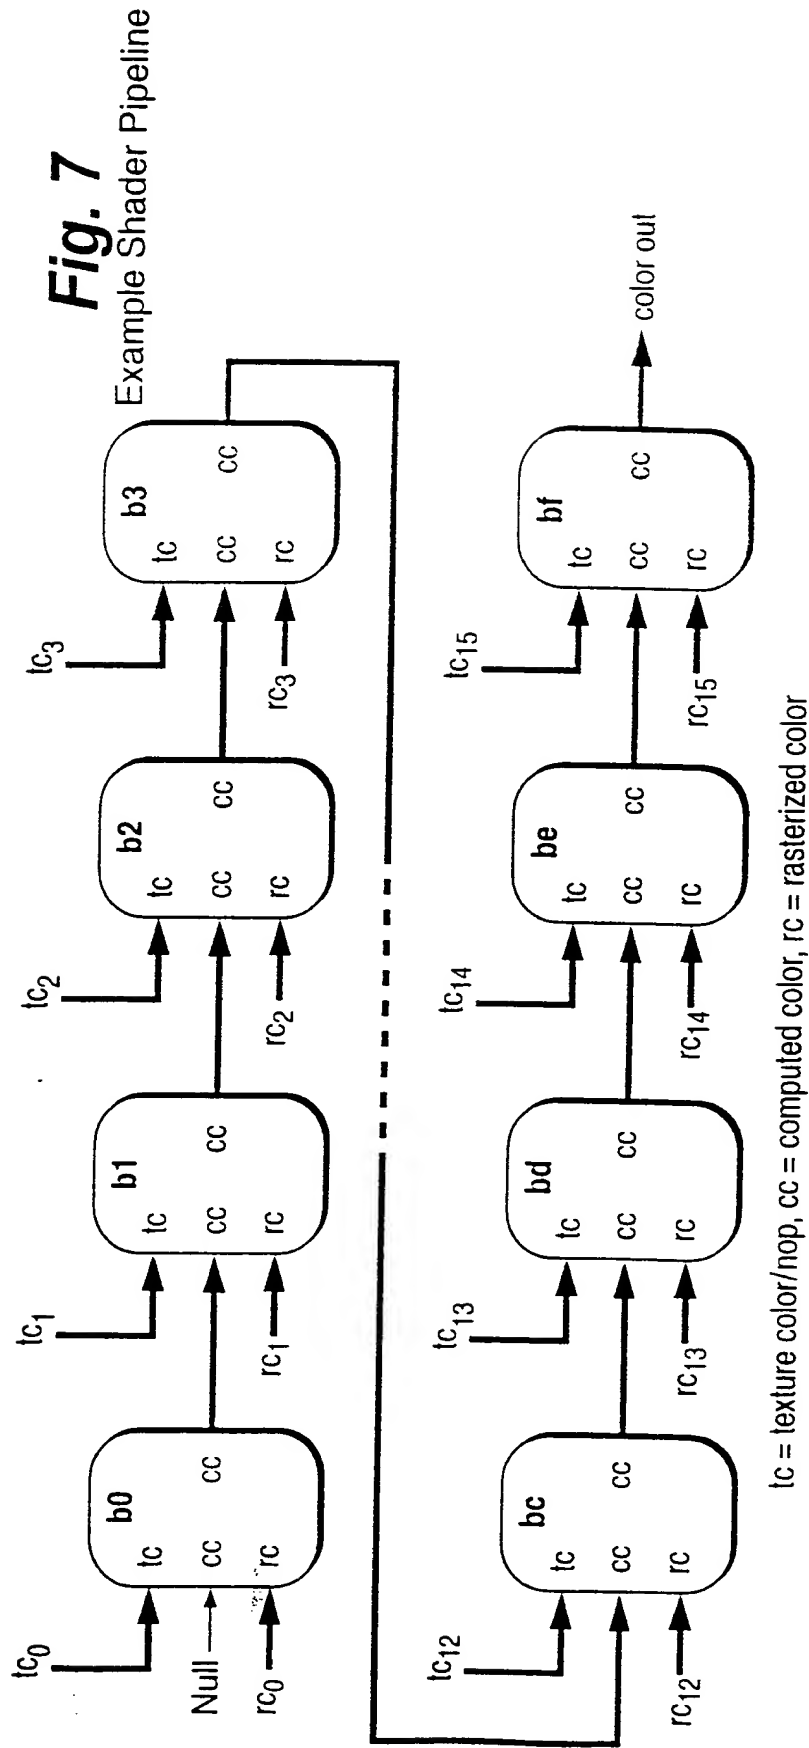 Fig. 7
Example Shader Pipeline
tc0
Null
rc0
b0
tc
cc
rc
cc
tc1
rc1
b1
tc
cc
rc
cc
tc2
rc2
b2
tc
cc
rc
cc
tc3
rc3
b3
tc
cc
rc
cc
tc12
rc12
bc
tc
cc
rc
cc
tc13
rc13
bd
tc
cc
rc
cc
tc14
rc14
be
tc
cc
rc
cc
tc15
rc15
bf
tc
cc
rc
cc
color out
tc = texture color/nop, cc = computed color, rc = rasterized color